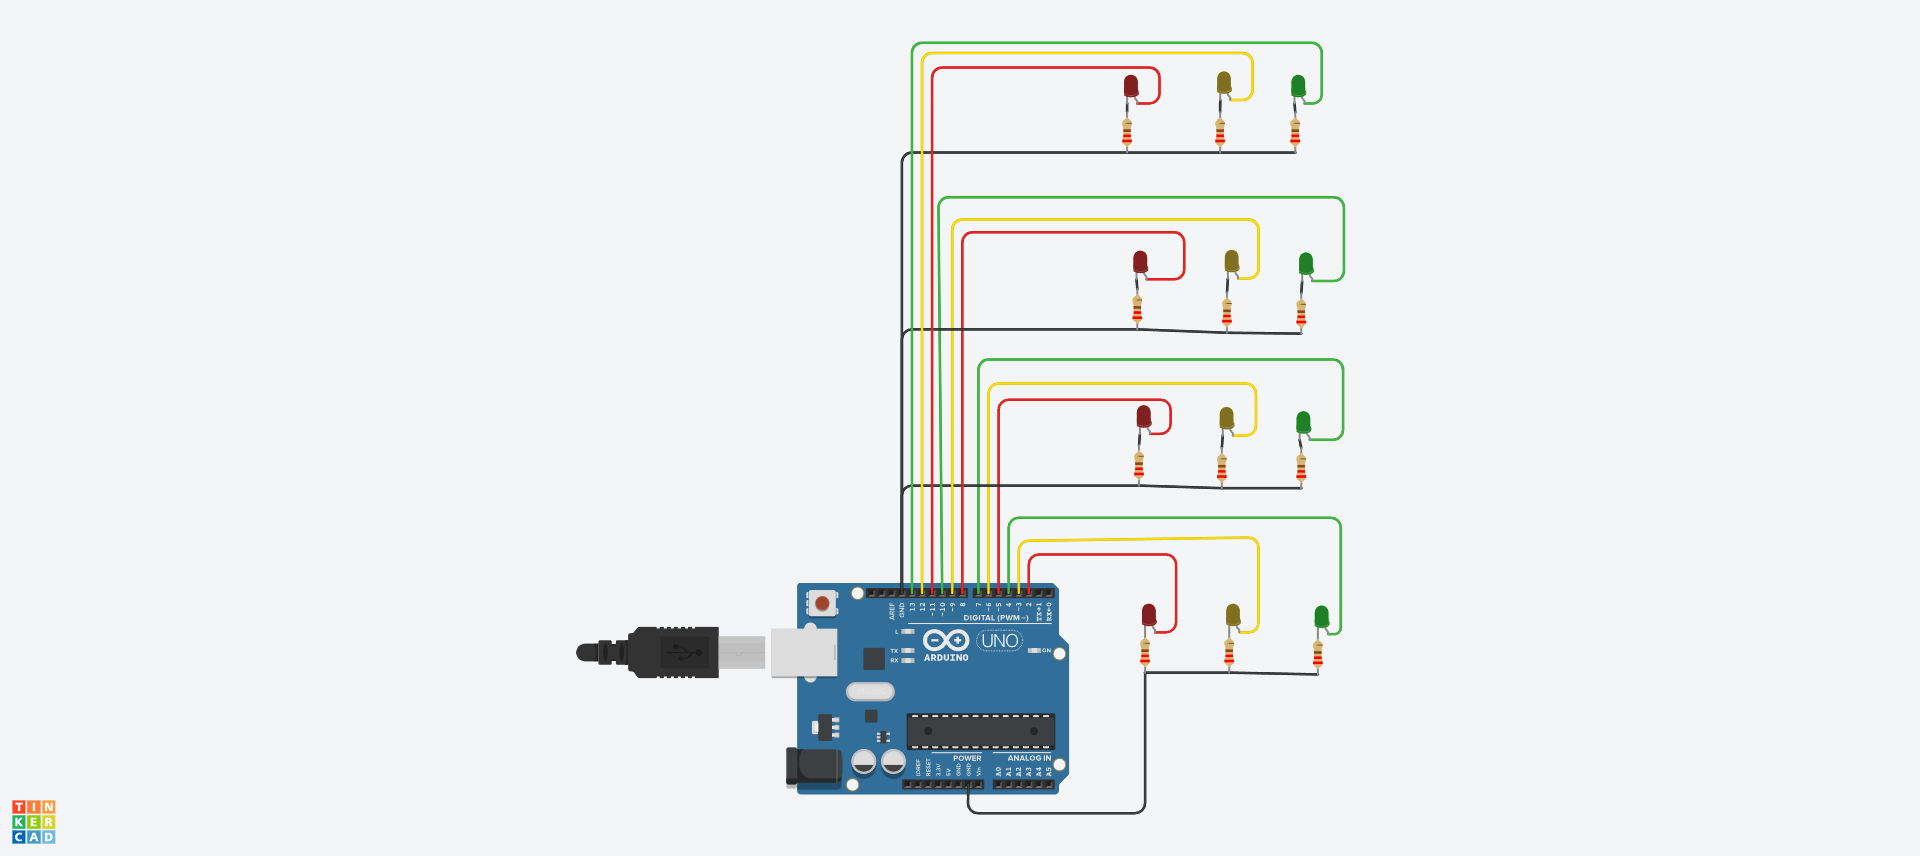 AREF
GND
13
12
~11
~10
~9
8
7
~6
~5
4
~3
2
TX→1
RX←0
DIGITAL (PWM~)
L
TX
RX
ARDUINO
UNO
ON
POWER
ANALOG IN
IOREF
RESET
3.3V
5V
GND
GND
Vin
A0
A1
A2
A3
A4
A5
TIN
KER
CAD